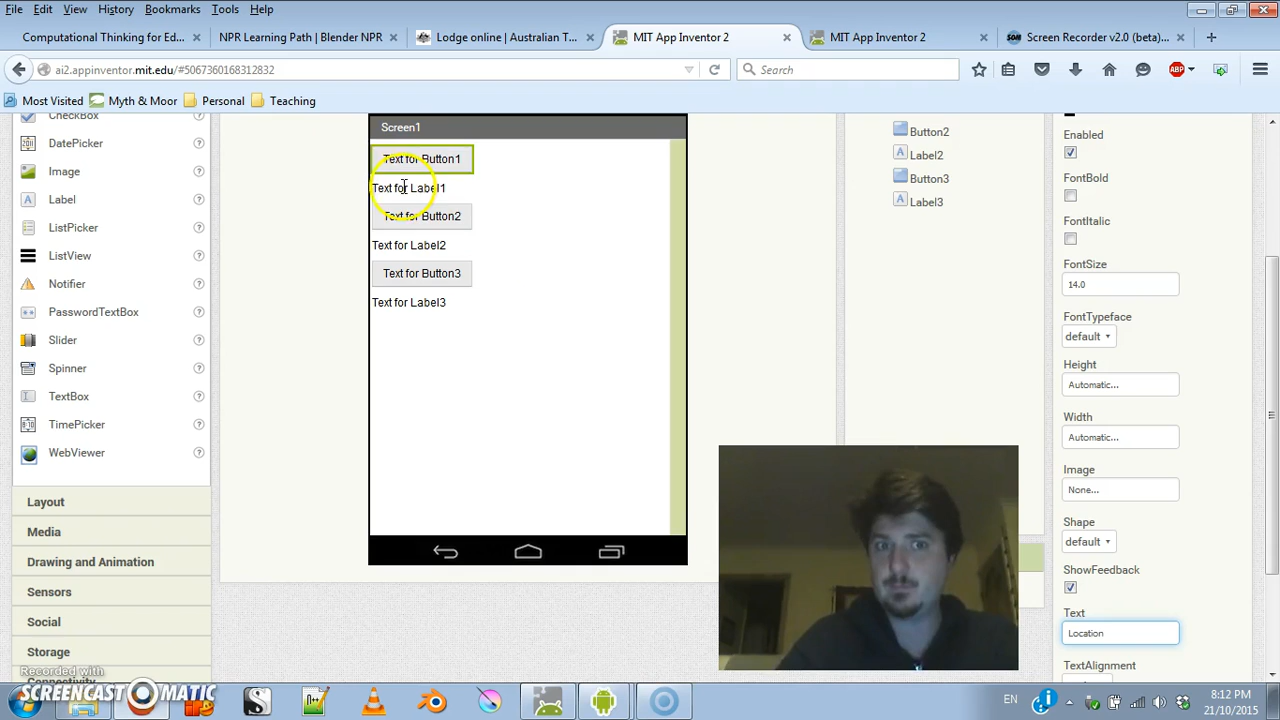 File Edit View History Bookmarks Tools Help
Computational Thinking for Ed...
NPR Learning Path | Blender NPR
Lodge online | Australian T...
MIT App Inventor 2
MIT App Inventor 2
Screen Recorder v2.0 (beta)...
ai2.appinventor.mit.edu/#5067360168312832
Search
ABP
Most Visited Myth & Moor Personal Teaching
CheckBox
DatePicker
Image
Label
ListPicker
ListView
Notifier
PasswordTextBox
Slider
Spinner
TextBox
TimePicker
WebViewer
Layout
Media
Drawing and Animation
Sensors
Social
Storage
Screen1
Text for Button1
Text for Label1
Text for Button2
Text for Label2
Text for Button3
Text for Label3
Button2
Label2
Button3
Label3
Enabled
FontBold
FontItalic
FontSize
14.0
FontTypeface
default
Height
Automatic...
Width
Automatic...
Image
None...
Shape
default
ShowFeedback
Text
Location
TextAlignment
Recorded with
SCREENCAST MATIC
EN
8:12 PM
21/10/2015